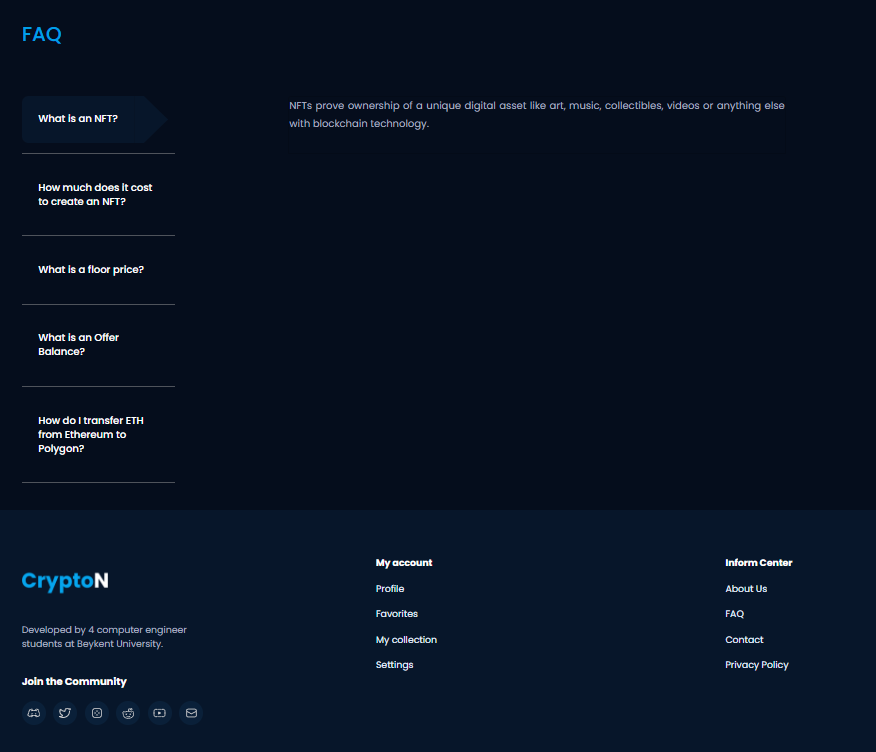 FAQ
What is an NFT?
NFTs prove ownership of a unique digital asset like art, music, collectibles, videos or anything else
with blockchain technology.
How much does it cost
to create an NFT?
What is a floor price?
What is an Offer
Balance?
How do I transfer ETH
from Ethereum to
Polygon?
CryptoN
Developed by 4 computer engineer
students at Beykent University.
Join the Community
My account
Profile
Favorites
My collection
Settings
Inform Center
About Us
FAQ
Contact
Privacy Policy